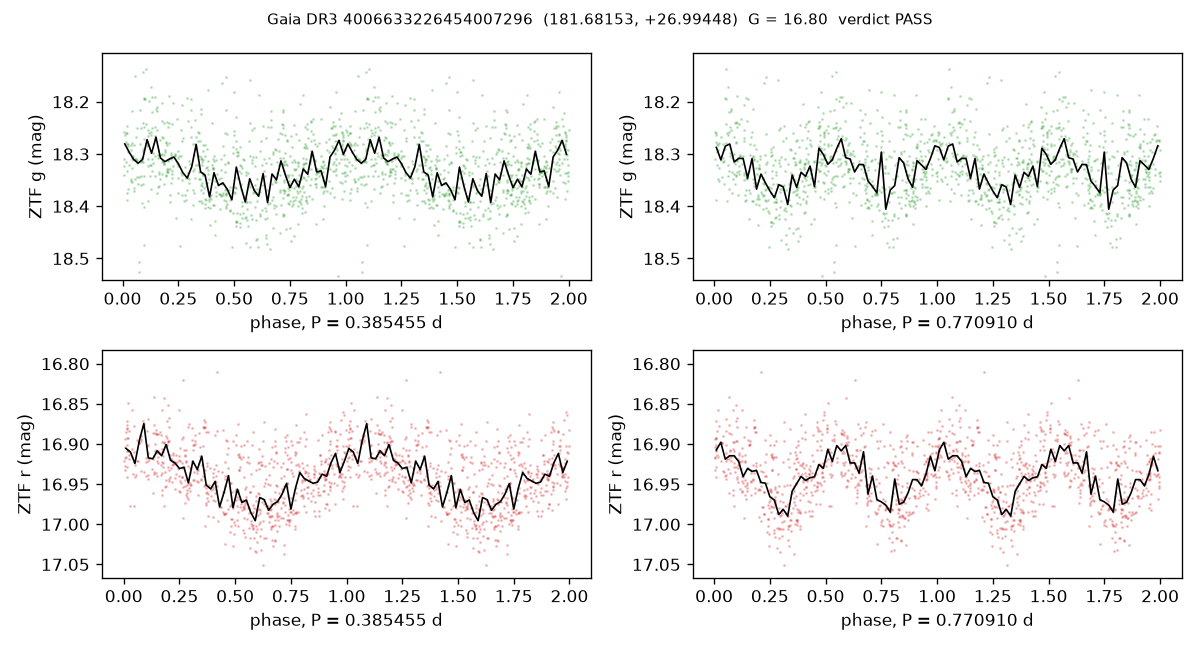 Gaia DR3 4006633226454007296  (181.68153, +26.99448)  G = 16.80  verdict PASS
ZTF g (mag)
18.2
18.3
18.4
18.5
0.00 0.25 0.50 0.75 1.00 1.25 1.50 1.75 2.00
phase, P = 0.385455 d
ZTF g (mag)
18.2
18.3
18.4
18.5
0.00 0.25 0.50 0.75 1.00 1.25 1.50 1.75 2.00
phase, P = 0.770910 d
ZTF r (mag)
16.80
16.85
16.90
16.95
17.00
17.05
0.00 0.25 0.50 0.75 1.00 1.25 1.50 1.75 2.00
phase, P = 0.385455 d
ZTF r (mag)
16.80
16.85
16.90
16.95
17.00
17.05
0.00 0.25 0.50 0.75 1.00 1.25 1.50 1.75 2.00
phase, P = 0.770910 d